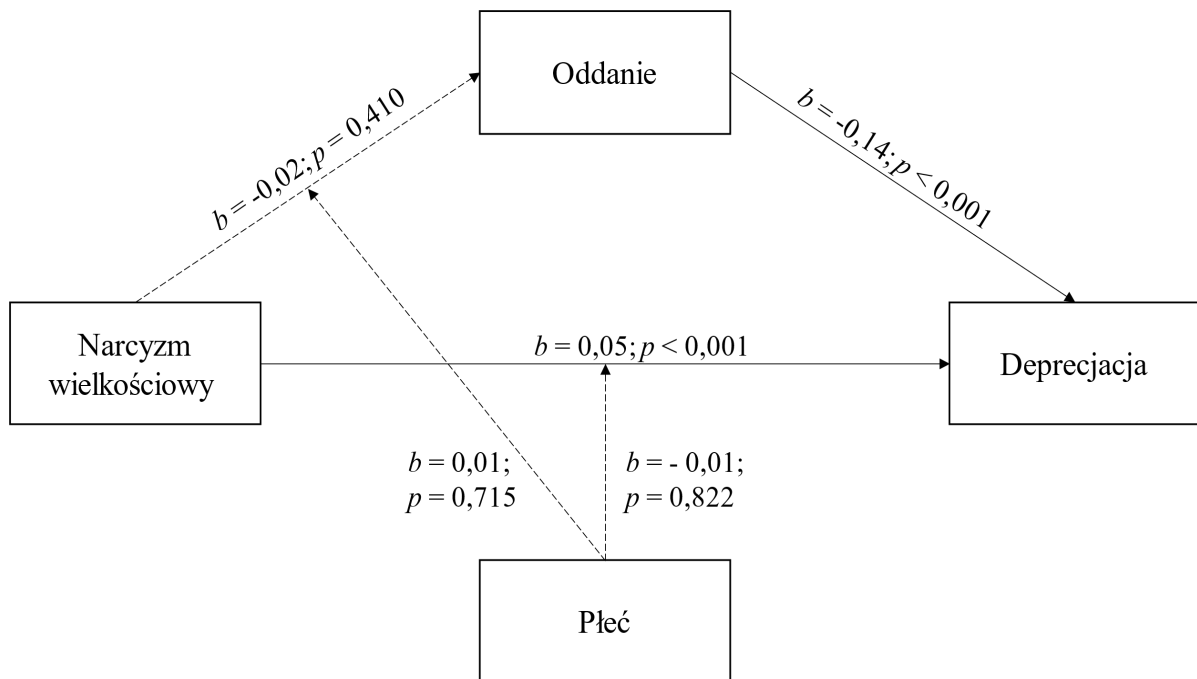 Oddanie
b = -0,02; p = 0,410
b = -0,14; p < 0,001
Narcyzm
wielkościowy
b = 0,05; p < 0,001
Deprecjacja
b = 0,01;
p = 0,715
b = - 0,01;
p = 0,822
Płeć